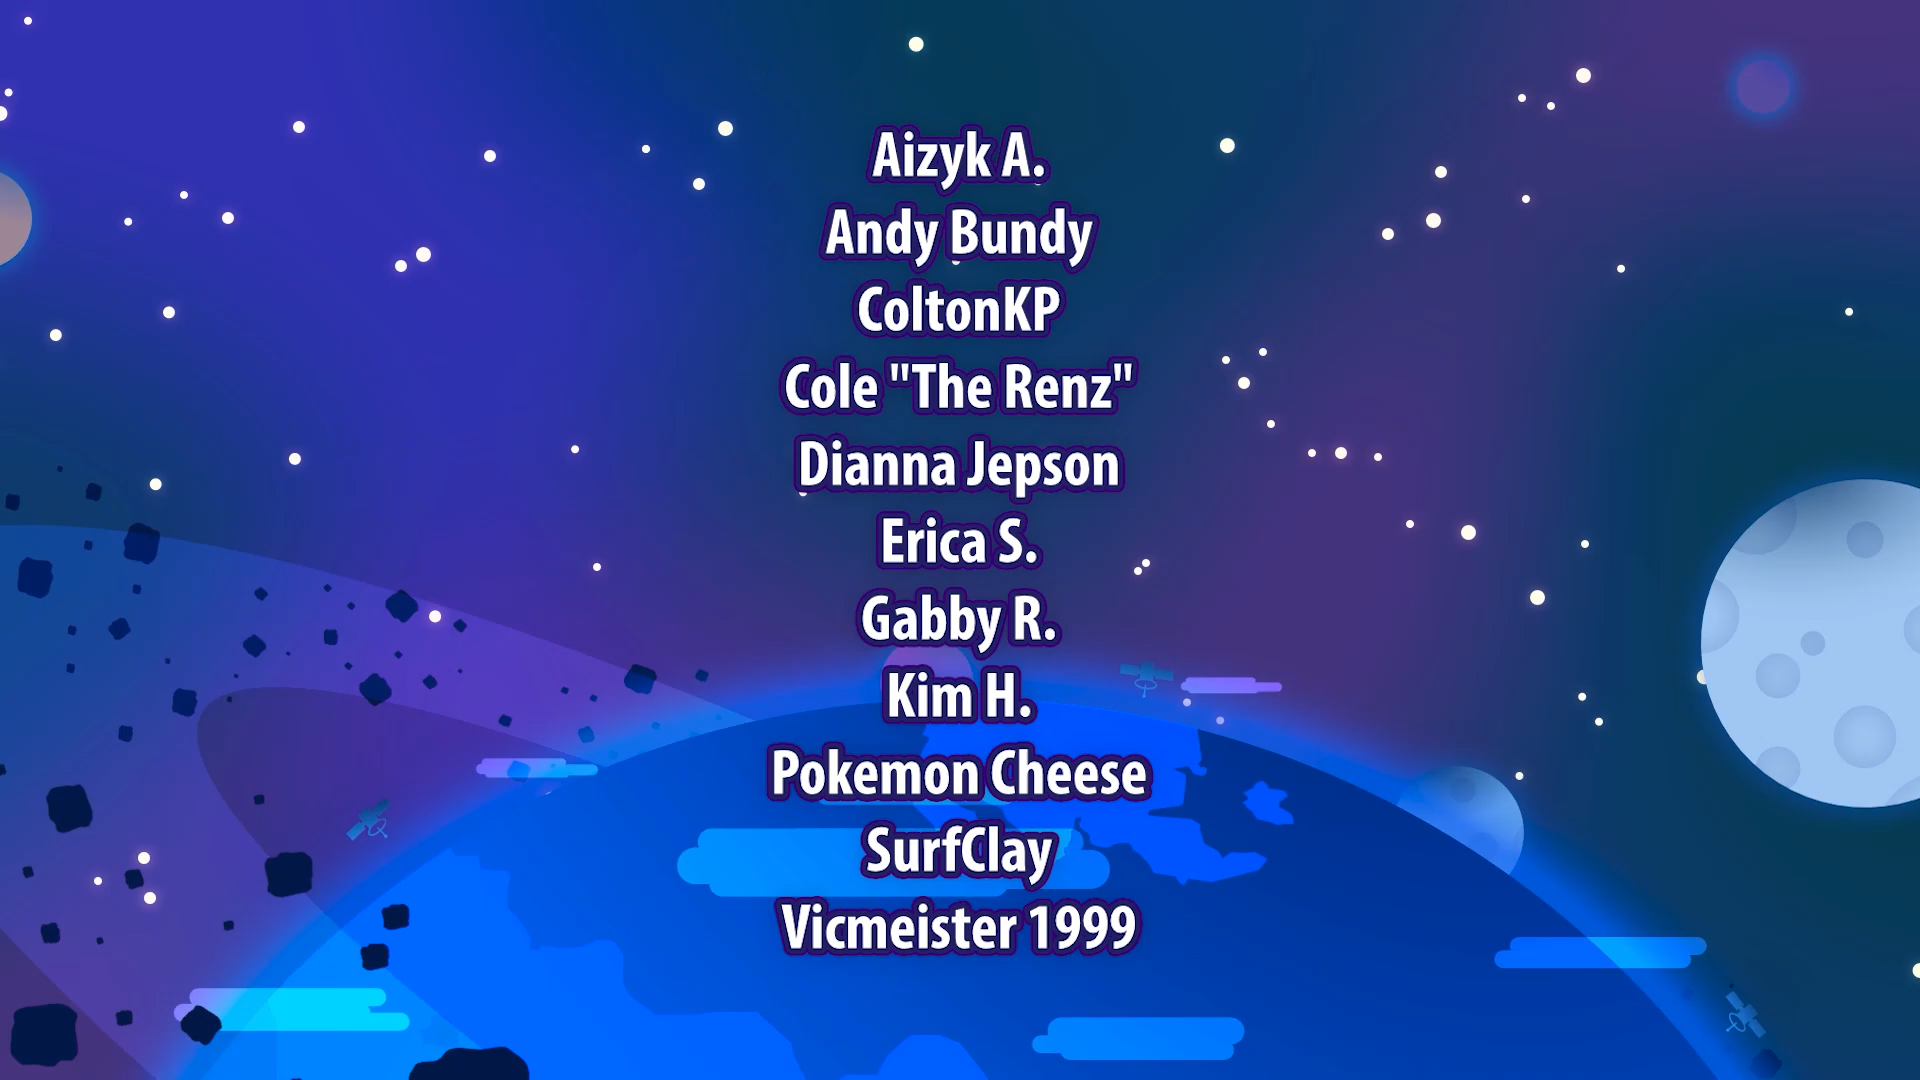 Aizyk A.
Andy Bundy
ColtonKP
Cole "The Renz"
Dianna Jepson
Erica S.
Gabby R.
Kim H.
Pokemon Cheese
SurfClay
Vicmeister 1999